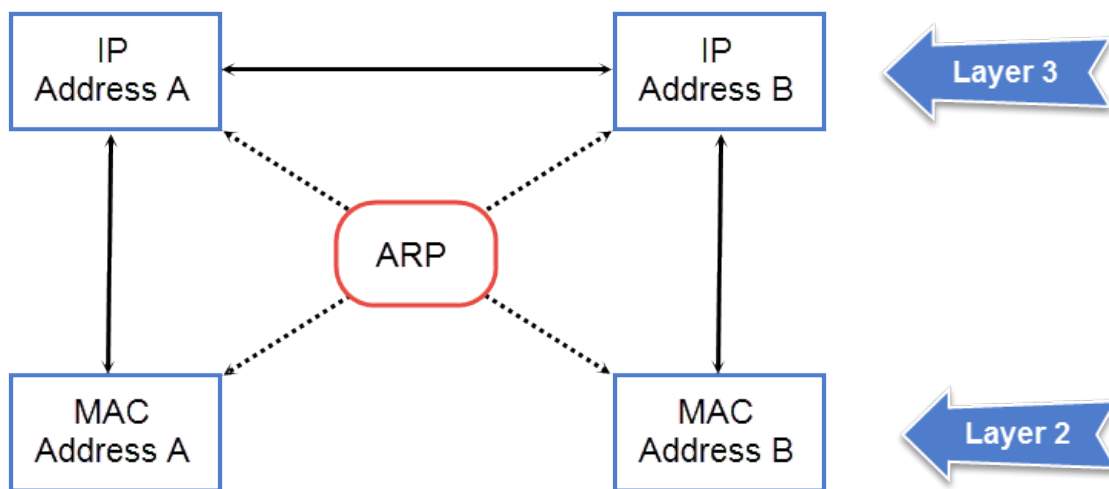 IP
Address A
IP
Address B
Layer 3
ARP
MAC
Address A
MAC
Address B
Layer 2